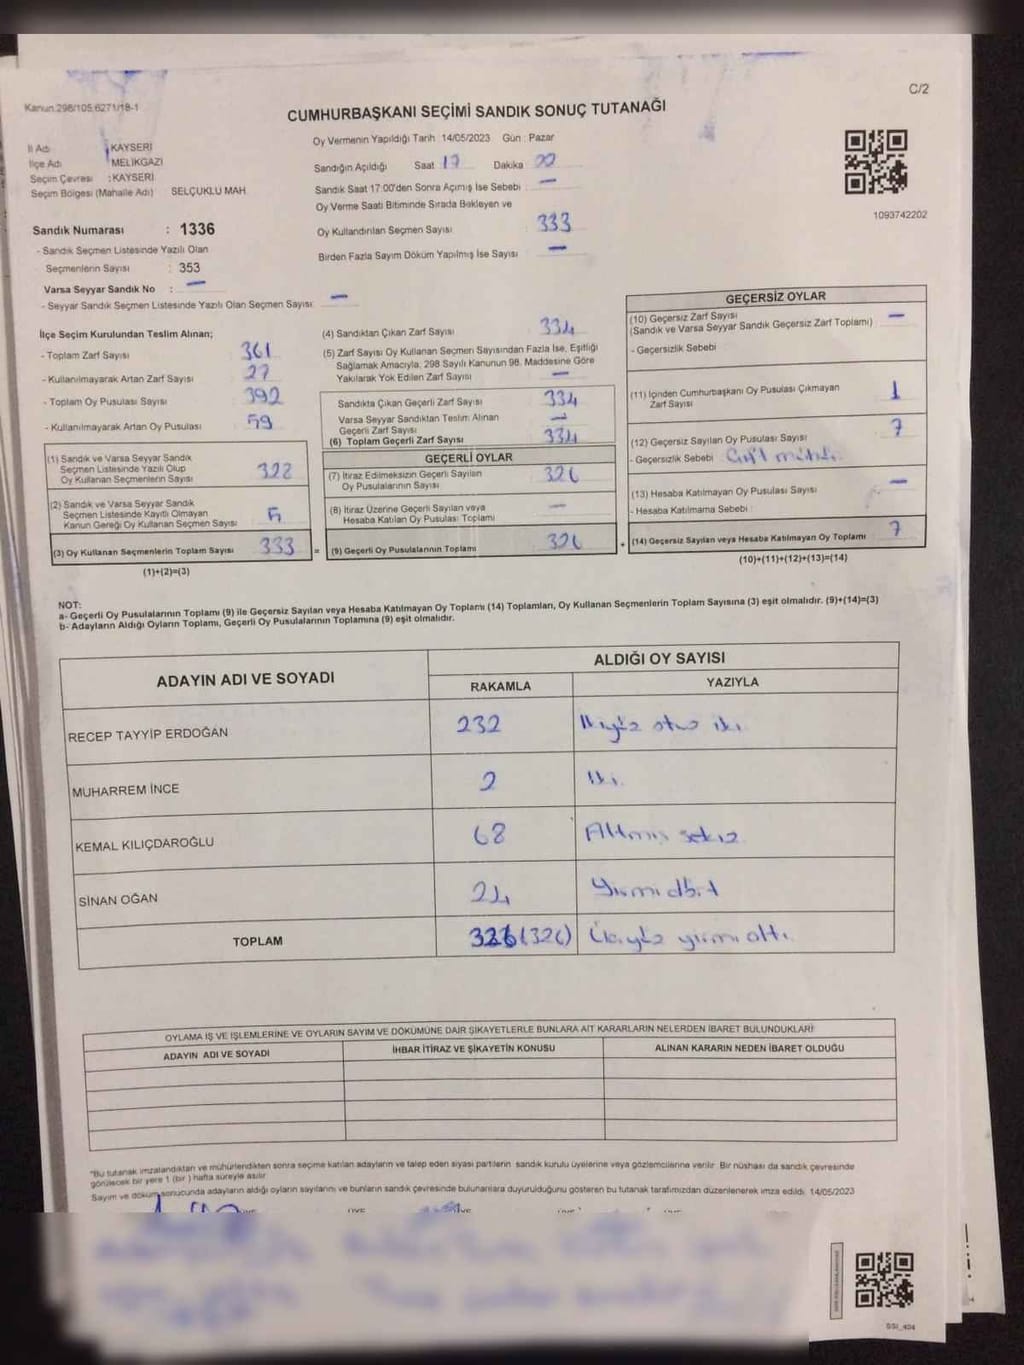 C/2
Kanun.298/105,6271/18-1
CUMHURBAŞKANI SEÇİMİ SANDIK SONUÇ TUTANAĞI
Oy Vermenin Yapıldığı Tarih 14/05/2023 Gün : Pazar
İl Adı : KAYSERİ
İlçe Adı : MELİKGAZİ
Seçim Çevresi : KAYSERİ
Seçim Bölgesi (Mahalle Adı) SELÇUKLU MAH.
Sandığın Açıldığı Saat 17 Dakika 00
Sandık Saat 17:00'den Sonra Açımış İse Sebebi : —
Oy Verme Saati Bitiminde Sırada Bekleyen ve
Oy Kullandırılan Seçmen Sayısı : 333
Birden Fazla Sayım Döküm Yapılmış İse Sayısı : —
1093742202
Sandık Numarası : 1336
- Sandık Seçmen Listesinde Yazılı Olan
Seçmenlerin Sayısı : 353
Varsa Seyyar Sandık No : —
- Seyyar Sandık Seçmen Listesinde Yazılı Olan Seçmen Sayısı: —
İlçe Seçim Kurulundan Teslim Alınan;
- Toplam Zarf Sayısı 361
- Kullanılmayarak Artan Zarf Sayısı 27
- Toplam Oy Pusulası Sayısı 392
- Kullanılmayarak Artan Oy Pusulası 59
(1) Sandık ve Varsa Seyyar Sandık
Seçmen Listesinde Yazılı Olup
Oy Kullanan Seçmenlerin Sayısı 328
(2) Sandık ve Varsa Seyyar Sandık
Seçmen Listesinde Kayıtlı Olmayan
Kanun Gereği Oy Kullanan Seçmen Sayısı 5
(3) Oy Kullanan Seçmenlerin Toplam Sayısı 333 =
(1)+(2)=(3)
(4) Sandıktan Çıkan Zarf Sayısı 334
(5) Zarf Sayısı Oy Kullanan Seçmen Sayısından Fazla İse, Eşitliği
Sağlamak Amacıyla, 298 Sayılı Kanunun 98. Maddesine Göre
Yakılarak Yok Edilen Zarf Sayısı —
Sandıkta Çıkan Geçerli Zarf Sayısı 334
Varsa Seyyar Sandıktan Teslim Alınan
Geçerli Zarf Sayısı —
(6) Toplam Geçerli Zarf Sayısı 334
GEÇERLİ OYLAR
(7) İtiraz Edilmeksizin Geçerli Sayılan
Oy Pusulalarının Sayısı 326
(8) İtiraz Üzerine Geçerli Sayılan veya
Hesaba Katılan Oy Pusulası Toplamı —
(9) Geçerli Oy Pusulalarının Toplamı 326 +
GEÇERSİZ OYLAR
(10) Geçersiz Zarf Sayısı —
(Sandık ve Varsa Seyyar Sandık Geçersiz Zarf Toplamı)
- Geçersizlik Sebebi
(11) İçinden Cumhurbaşkanı Oy Pusulası Çıkmayan
Zarf Sayısı 1
(12) Geçersiz Sayılan Oy Pusulası Sayısı 7
- Geçersizlik Sebebi Çift mühür
(13) Hesaba Katılmayan Oy Pusulası Sayısı —
- Hesaba Katılmama Sebebi :
(14) Geçersiz Sayılan veya Hesaba Katılmayan Oy Toplamı 7
(10)+(11)+(12)+(13)=(14)
NOT:
a- Geçerli Oy Pusulalarının Toplamı (9) ile Geçersiz Sayılan veya Hesaba Katılmayan Oy Toplamı (14) Toplamları, Oy Kullanan Seçmenlerin Toplam Sayısına (3) eşit olmalıdır. (9)+(14)=(3)
b- Adayların Aldığı Oyların Toplamı, Geçerli Oy Pusulalarının Toplamına (9) eşit olmalıdır.
ADAYIN ADI VE SOYADI
ALDIĞI OY SAYISI
RAKAMLA YAZIYLA
RECEP TAYYİP ERDOĞAN 232 İkiyüz otuz iki
MUHARREM İNCE 2 İki
KEMAL KILIÇDAROĞLU 68 Altmış sekiz
SİNAN OĞAN 24 Yirmi dört
TOPLAM 326 (326) Üçyüz yirmi altı
OYLAMA İŞ VE İŞLEMLERİNE VE OYLARIN SAYIM VE DÖKÜMÜNE DAİR ŞİKAYETLERLE BUNLARA AİT KARARLARIN NELERDEN İBARET BULUNDUKLARI
ADAYIN ADI VE SOYADI İHBAR İTİRAZ VE ŞİKAYETİN KONUSU ALINAN KARARIN NEDEN İBARET OLDUĞU
"Bu tutanak imzalandıktan ve mühürlendikten sonra seçime katılan adayların ve talep eden siyasi partilerin sandık kurulu üyelerine veya gözlemcilerine verilir. Bir nüshası da sandık çevresinde
görülecek bir yere 1 (bir ) hafta süreyle asılır.
Sayım ve döküm sonucunda adayların aldığı oyların sayılarını ve bunların sandık çevresinde bulunanlara duyurulduğunu gösteren bu tutanak tarafımızdan düzenlenerek imza edildi. 14/05/2023